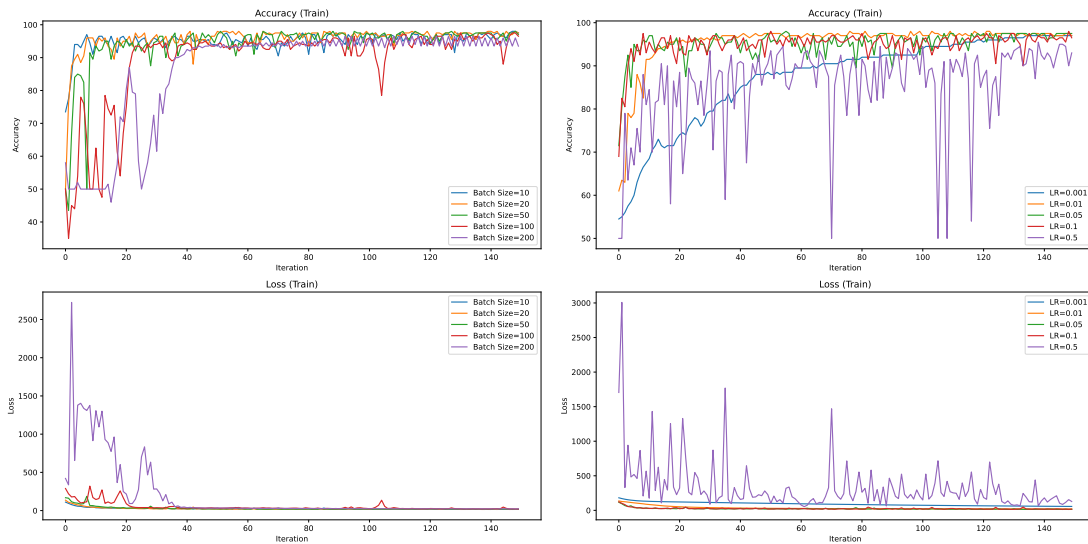 Accuracy (Train)
100
90
80
70
60
50
40
Accuracy
0 20 40 60 80 100 120 140
Iteration
Batch Size=10
Batch Size=20
Batch Size=50
Batch Size=100
Batch Size=200
Accuracy (Train)
100
90
80
70
60
50
Accuracy
0 20 40 60 80 100 120 140
Iteration
LR=0.001
LR=0.01
LR=0.05
LR=0.1
LR=0.5
Loss (Train)
2500
2000
1500
1000
500
0
Loss
0 20 40 60 80 100 120 140
Iteration
Batch Size=10
Batch Size=20
Batch Size=50
Batch Size=100
Batch Size=200
Loss (Train)
3000
2500
2000
1500
1000
500
0
Loss
0 20 40 60 80 100 120 140
Iteration
LR=0.001
LR=0.01
LR=0.05
LR=0.1
LR=0.5